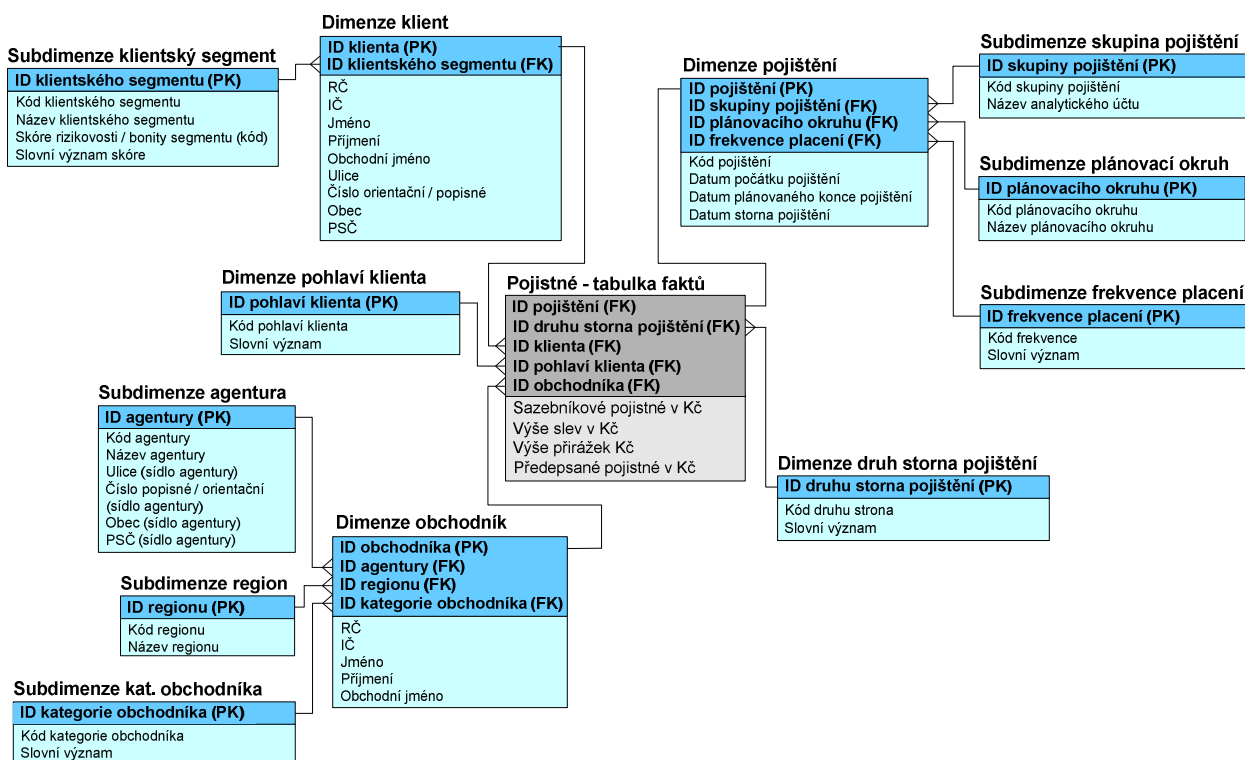 Dimenze klient
ID klienta (PK)
ID klientského segmentu (FK)
RČ
IČ
Jméno
Příjmení
Obchodní jméno
Ulice
Číslo orientační / popisné
Obec
PSČ
Subdimenze klientský segment
ID klientského segmentu (PK)
Kód klientského segmentu
Název klientského segmentu
Skóre rizikovosti / bonity segmentu (kód)
Slovní význam skóre
Dimenze pojištění
ID pojištění (PK)
ID skupiny pojištění (FK)
ID plánovacího okruhu (FK)
ID frekvence placení (FK)
Kód pojištění
Datum počátku pojištění
Datum plánovaného konce pojištění
Datum storna pojištění
Subdimenze skupina pojištění
ID skupiny pojištění (PK)
Kód skupiny pojištění
Název analytického účtu
Subdimenze plánovací okruh
ID plánovacího okruhu (PK)
Kód plánovacího okruhu
Název plánovacího okruhu
Subdimenze frekvence placení
ID frekvence placení (PK)
Kód frekvence
Slovní význam
Dimenze pohlaví klienta
ID pohlaví klienta (PK)
Kód pohlaví klienta
Slovní význam
Pojistné - tabulka faktů
ID pojištění (FK)
ID druhu storna pojištění (FK)
ID klienta (FK)
ID pohlaví klienta (FK)
ID obchodníka (FK)
Sazebníkové pojistné v Kč
Výše slev v Kč
Výše přirážek Kč
Předepsané pojistné v Kč
Subdimenze agentura
ID agentury (PK)
Kód agentury
Název agentury
Ulice (sídlo agentury)
Číslo popisné / orientační
(sídlo agentury)
Obec (sídlo agentury)
PSČ (sídlo agentury)
Dimenze druh storna pojištění
ID druhu storna pojištění (PK)
Kód druhu strona
Slovní význam
Dimenze obchodník
ID obchodníka (PK)
ID agentury (FK)
ID regionu (FK)
ID kategorie obchodníka (FK)
RČ
IČ
Jméno
Příjmení
Obchodní jméno
Subdimenze region
ID regionu (PK)
Kód regionu
Název regionu
Subdimenze kat. obchodníka
ID kategorie obchodníka (PK)
Kód kategorie obchodníka
Slovní význam